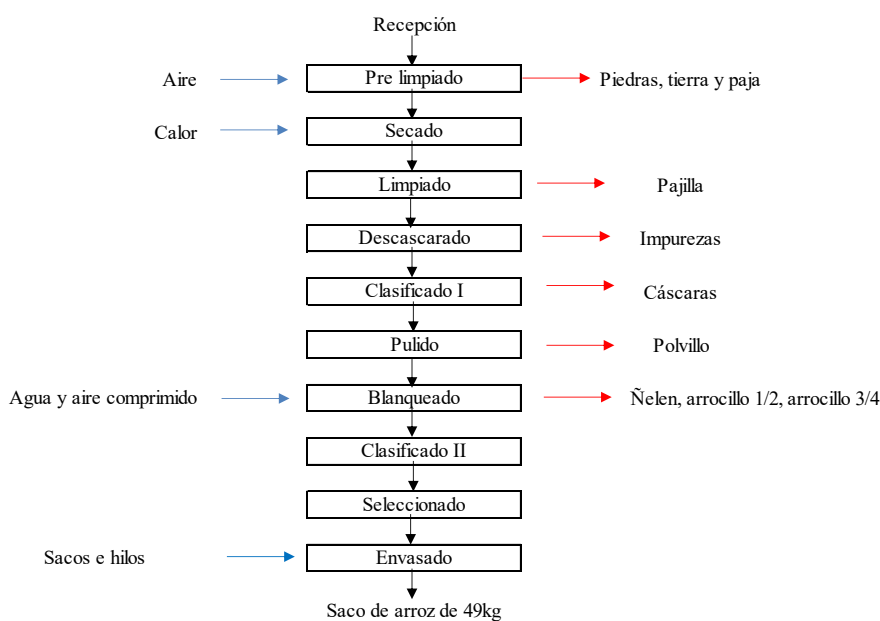 Recepción
Aire
Pre limpiado
Piedras, tierra y paja
Calor
Secado
Limpiado
Pajilla
Descascarado
Impurezas
Clasificado I
Cáscaras
Pulido
Polvillo
Agua y aire comprimido
Blanqueado
Ñelen, arrocillo 1/2, arrocillo 3/4
Clasificado II
Seleccionado
Sacos e hilos
Envasado
Saco de arroz de 49kg